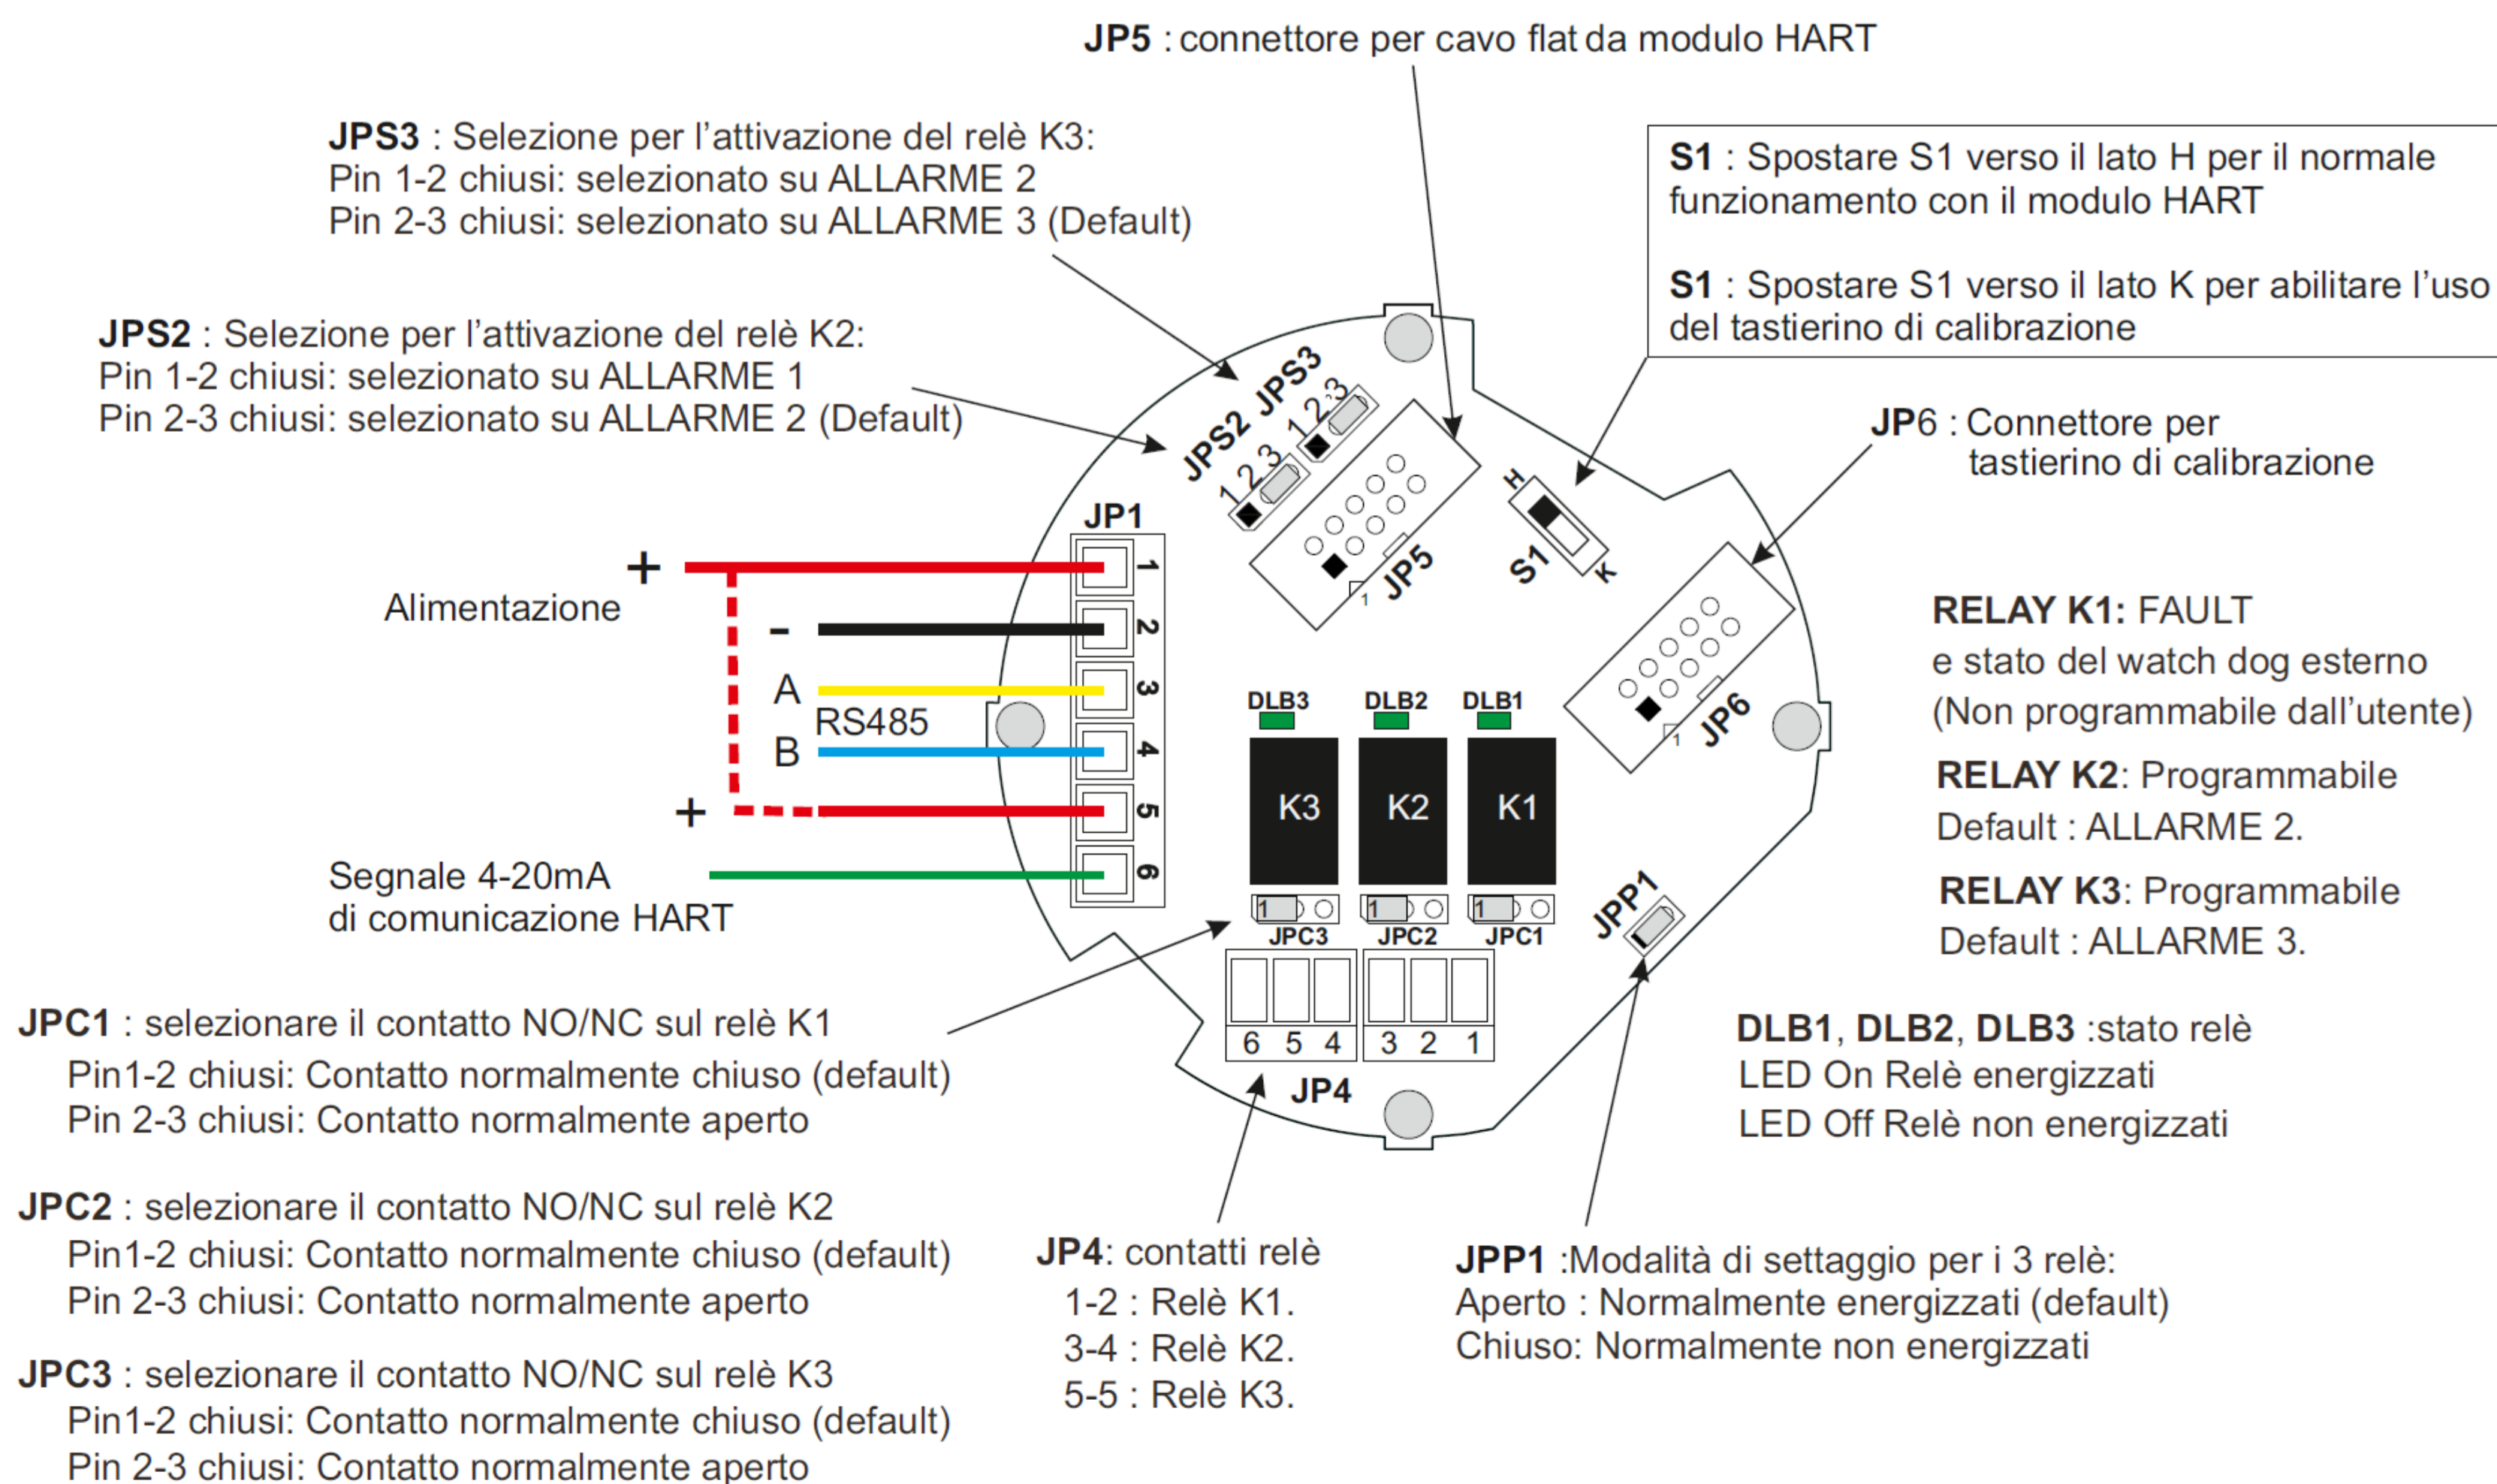 JP5 : connettore per cavo flat da modulo HART
JPS3 : Selezione per l'attivazione del relè K3:
Pin 1-2 chiusi: selezionato su ALLARME 2
Pin 2-3 chiusi: selezionato su ALLARME 3 (Default)
S1 : Spostare S1 verso il lato H per il normale
funzionamento con il modulo HART
S1 : Spostare S1 verso il lato K per abilitare l'uso
del tastierino di calibrazione
JPS2 : Selezione per l'attivazione del relè K2:
Pin 1-2 chiusi: selezionato su ALLARME 1
Pin 2-3 chiusi: selezionato su ALLARME 2 (Default)
JP6 : Connettore per
tastierino di calibrazione
JPS2 JPS3
1 2 3
1 2 3
JP5
1
H
S1
K
JP6
1
JP1
1
2
3
4
5
6
+
Alimentazione
-
A
RS485
B
+
Segnale 4-20mA
di comunicazione HART
DLB3 DLB2 DLB1
K3 K2 K1
1 1 1
JPC3 JPC2 JPC1
6 5 4 3 2 1
JP4
JPP1
RELAY K1: FAULT
e stato del watch dog esterno
(Non programmabile dall'utente)
RELAY K2: Programmabile
Default : ALLARME 2.
RELAY K3: Programmabile
Default : ALLARME 3.
DLB1, DLB2, DLB3 :stato relè
LED On Relè energizzati
LED Off Relè non energizzati
JPC1 : selezionare il contatto NO/NC sul relè K1
Pin1-2 chiusi: Contatto normalmente chiuso (default)
Pin 2-3 chiusi: Contatto normalmente aperto
JPC2 : selezionare il contatto NO/NC sul relè K2
Pin1-2 chiusi: Contatto normalmente chiuso (default)
Pin 2-3 chiusi: Contatto normalmente aperto
JPC3 : selezionare il contatto NO/NC sul relè K3
Pin1-2 chiusi: Contatto normalmente chiuso (default)
Pin 2-3 chiusi: Contatto normalmente aperto
JP4: contatti relè
1-2 : Relè K1.
3-4 : Relè K2.
5-5 : Relè K3.
JPP1 :Modalità di settaggio per i 3 relè:
Aperto : Normalmente energizzati (default)
Chiuso: Normalmente non energizzati